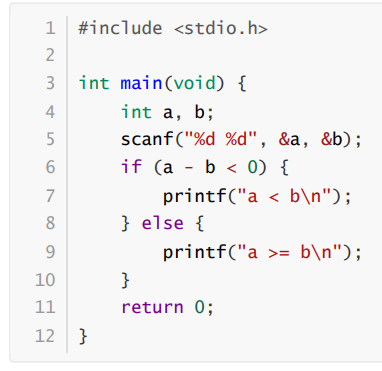 1 #include <stdio.h>
2
3 int main(void) {
4     int a, b;
5     scanf("%d %d", &a, &b);
6     if (a - b < 0) {
7         printf("a < b\n");
8     } else {
9         printf("a >= b\n");
10     }
11     return 0;
12 }